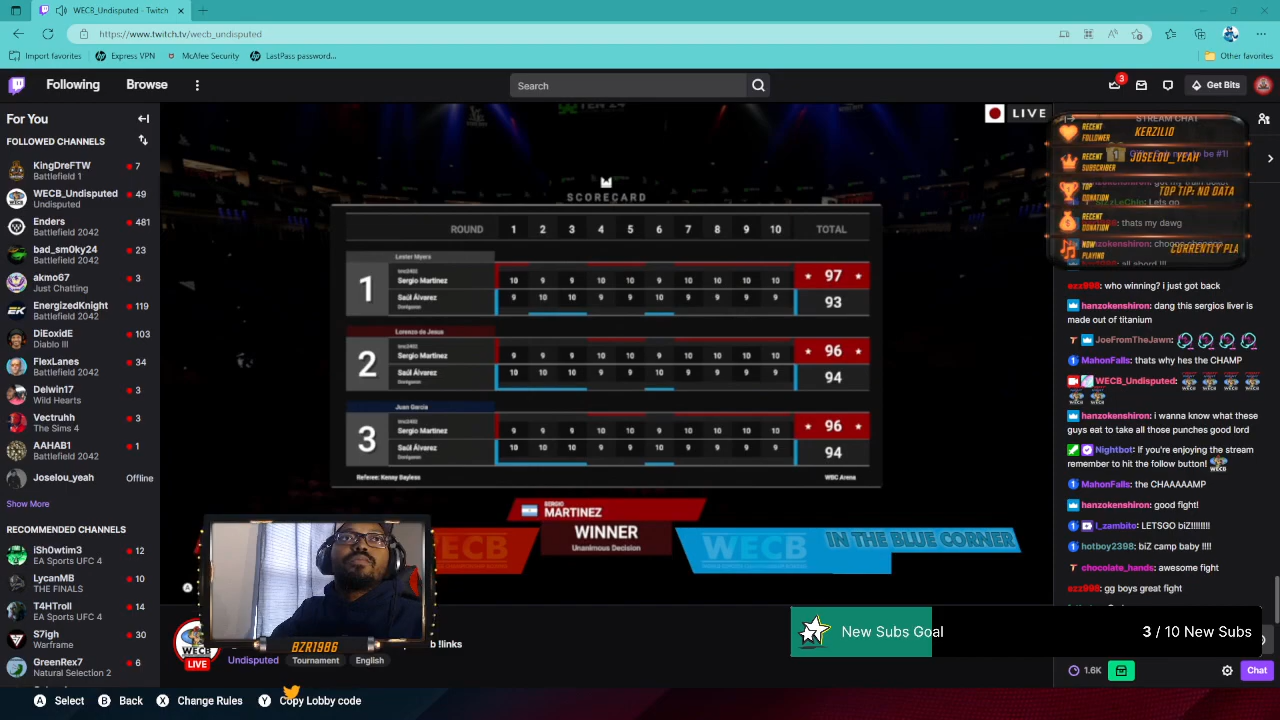 WECB_Undisputed - Twitch
https://www.twitch.tv/wecb_undisputed
Import favorites
Express VPN
McAfee Security
LastPass password...
Other favorites
Following
Browse
Search
3
Get Bits
For You
FOLLOWED CHANNELS
KingDreFTW 7
Battlefield 1
WECB_Undisputed 49
Undisputed
Enders 481
Battlefield 2042
bad_sm0ky24 23
Battlefield 2042
akmo67 3
Just Chatting
EnergizedKnight 119
Battlefield 2042
DiEoxidE 103
Diablo III
FlexLanes 34
Battlefield 2042
Delwin17 3
Wild Hearts
Vectruhh 3
The Sims 4
AAHAB1 1
Battlefield 2042
Joselou_yeah Offline
Show More
RECOMMENDED CHANNELS
iSh0wtim3 12
EA Sports UFC 4
LycanMB 10
THE FINALS
T4HTroll 14
EA Sports UFC 4
S7igh 30
Warframe
GreenRex7 6
Natural Selection 2
LIVE
SCORECARD
ROUND 1 2 3 4 5 6 7 8 9 10 TOTAL
Lester Myers
1
Sergio Martinez 10 9 9 10 10 9 10 10 10 10 97
Saúl Álvarez 9 10 10 9 9 10 9 9 9 9 93
Lorenzo de Jesus
2
Sergio Martinez 9 9 9 10 10 9 10 10 10 10 96
Saúl Álvarez 10 10 10 9 9 10 9 9 9 9 94
Juan Garcia
3
Sergio Martinez 9 9 9 10 10 9 10 10 10 10 96
Saúl Álvarez 10 10 10 9 9 10 9 9 9 9 94
Referee: Kenny Bayless
WBC Arena
SERGIO
MARTINEZ
WINNER
Unanimous Decision
WECB
IN THE BLUE CORNER
BZR1986
WECB
LIVE
b !links
Undisputed
Tournament
English
New Subs Goal
3 / 10 New Subs
A Select
B Back
X Change Rules
Y Copy Lobby code
STREAM CHAT
RECENT FOLLOWER
KERZILIO
RECENT SUBSCRIBER
JOSELOU_YEAH
TOP DONATION
TOP TIP: NO DATA
RECENT DONATION
thats my dawg
NOW PLAYING
CURRENTLY PLA
ezz998: who winning? i just got back
hanzokenshiron: dang this sergios liver is
made out of titanium
JoeFromTheJawn:
MahonFalls: thats why hes the CHAMP
WECB_Undisputed:
hanzokenshiron: i wanna know what these
guys eat to take all those punches good lord
Nightbot: If you're enjoying the stream
remember to hit the follow button!
MahonFalls: the CHAAAAAMP
hanzokenshiron: good fight!
I_zambito: LETSGO biZ!!!!!!!!
hotboy2398: biZ camp baby !!!!
chocolate_hands: awesome fight
ezz998: gg boys great fight
1.6K
Chat